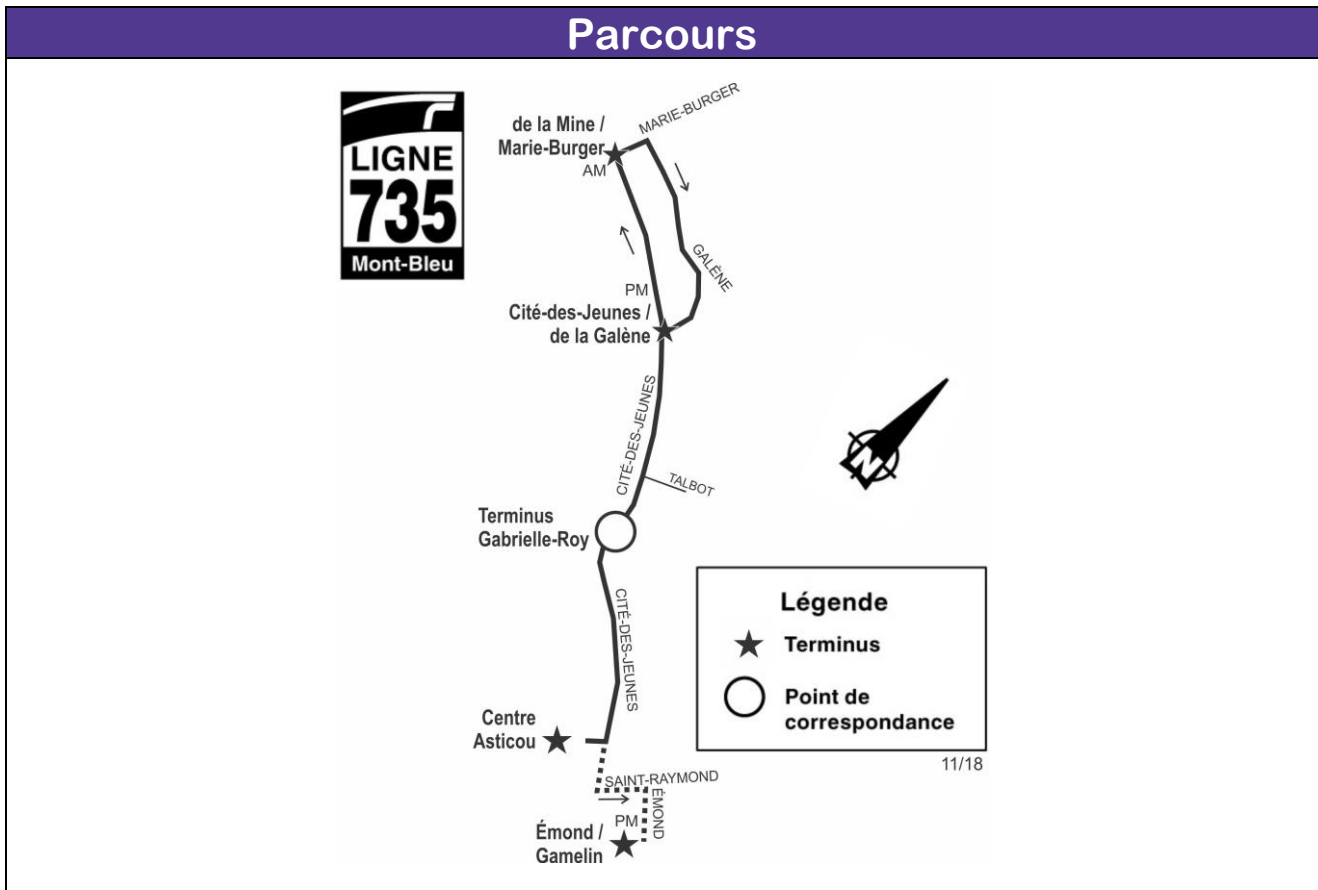 Parcours
LIGNE
735
Mont-Bleu
de la Mine /
Marie-Burger
AM
MARIE-BURGER
GALÈNE
PM
Cité-des-Jeunes /
de la Galène
CITÉ-DES-JEUNES
TALBOT
N
Terminus
Gabrielle-Roy
CITÉ-DES-JEUNES
Légende
Terminus
Point de
correspondance
11/18
Centre
Asticou
SAINT-RAYMOND
ÉMOND
PM
Émond /
Gamelin